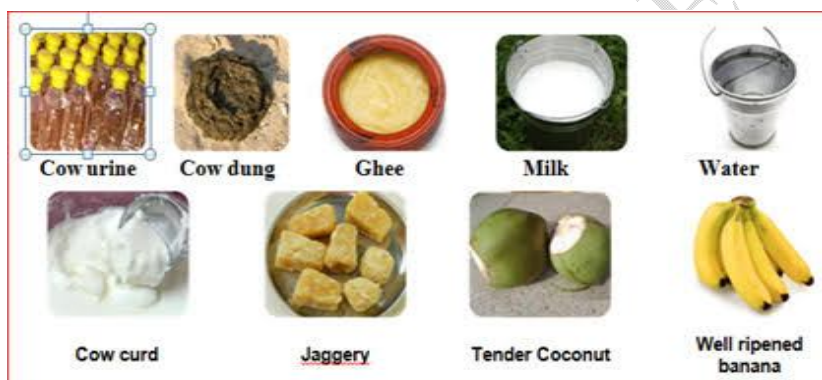 Cow urine
Cow dung
Ghee
Milk
Water
Cow curd
Jaggery
Tender Coconut
Well ripened
banana